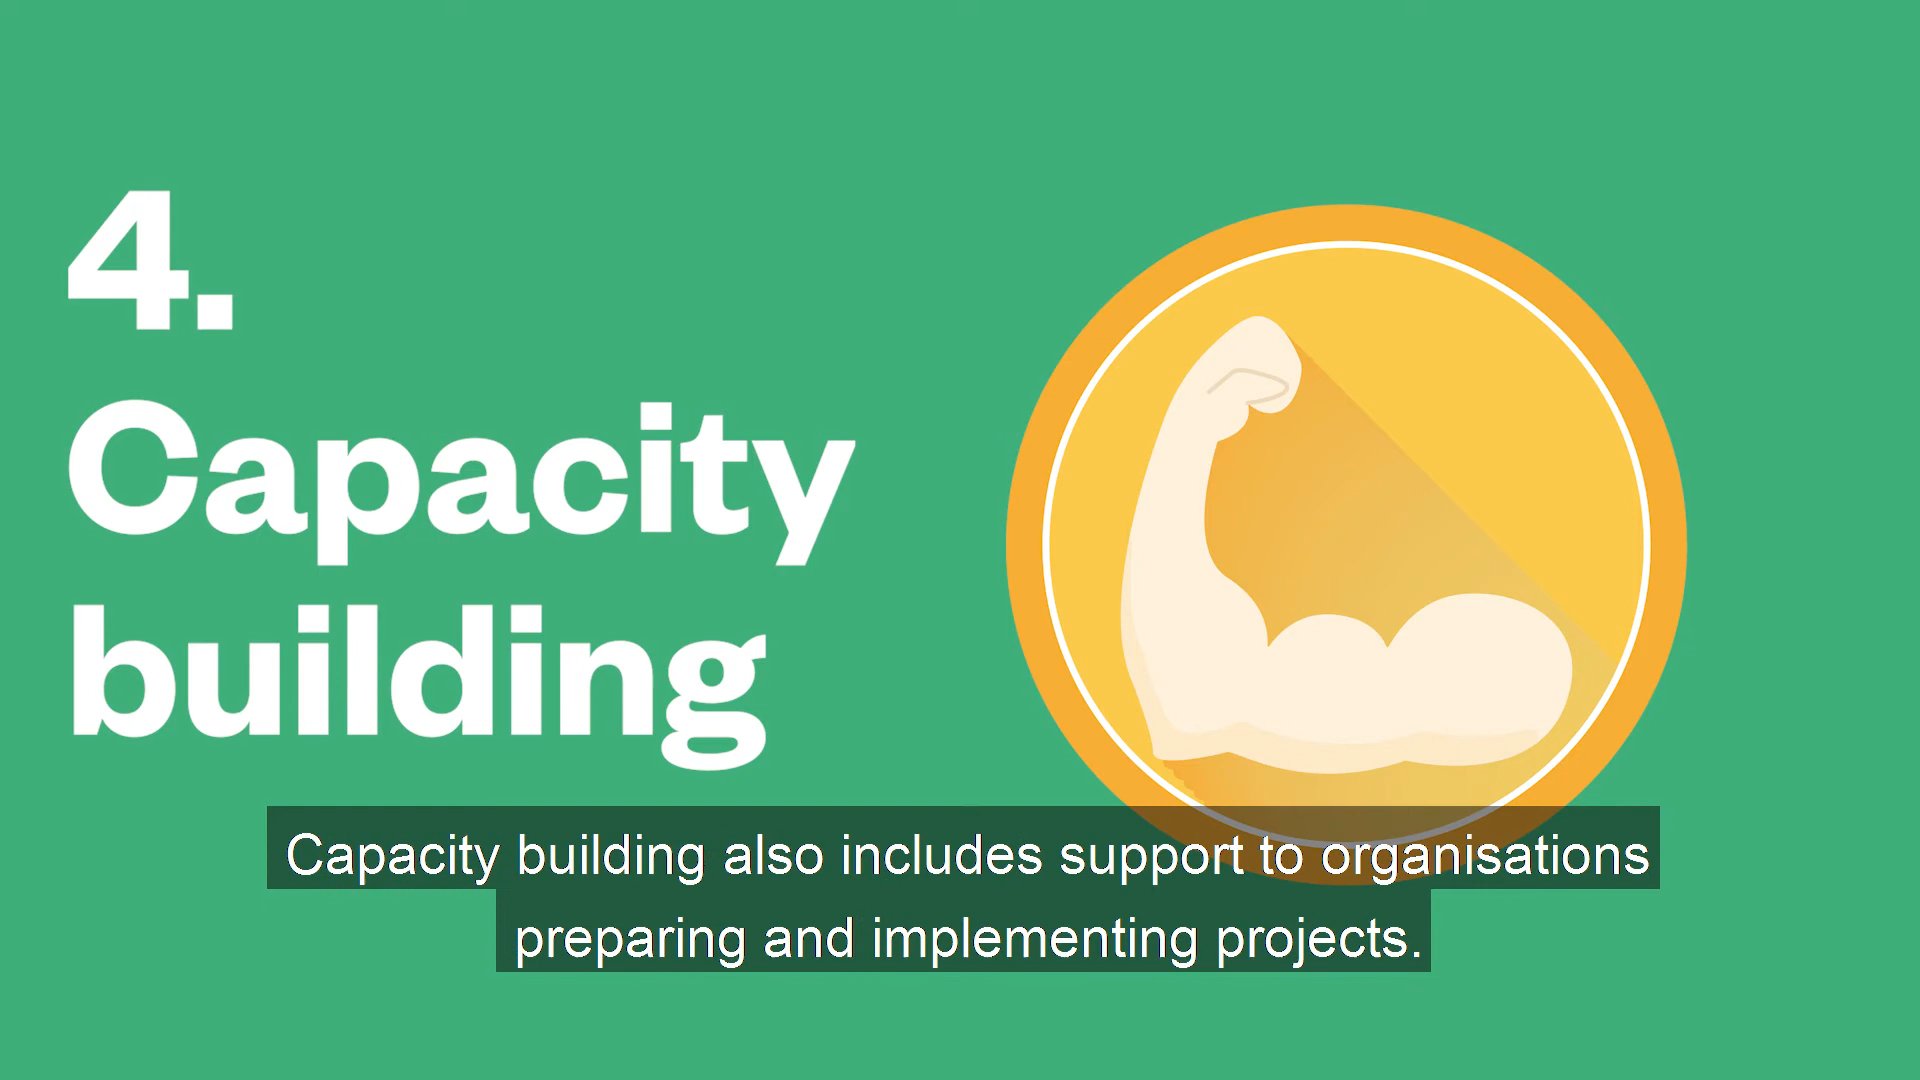 4.
Capacity
building
Capacity building also includes support to organisations
preparing and implementing projects.